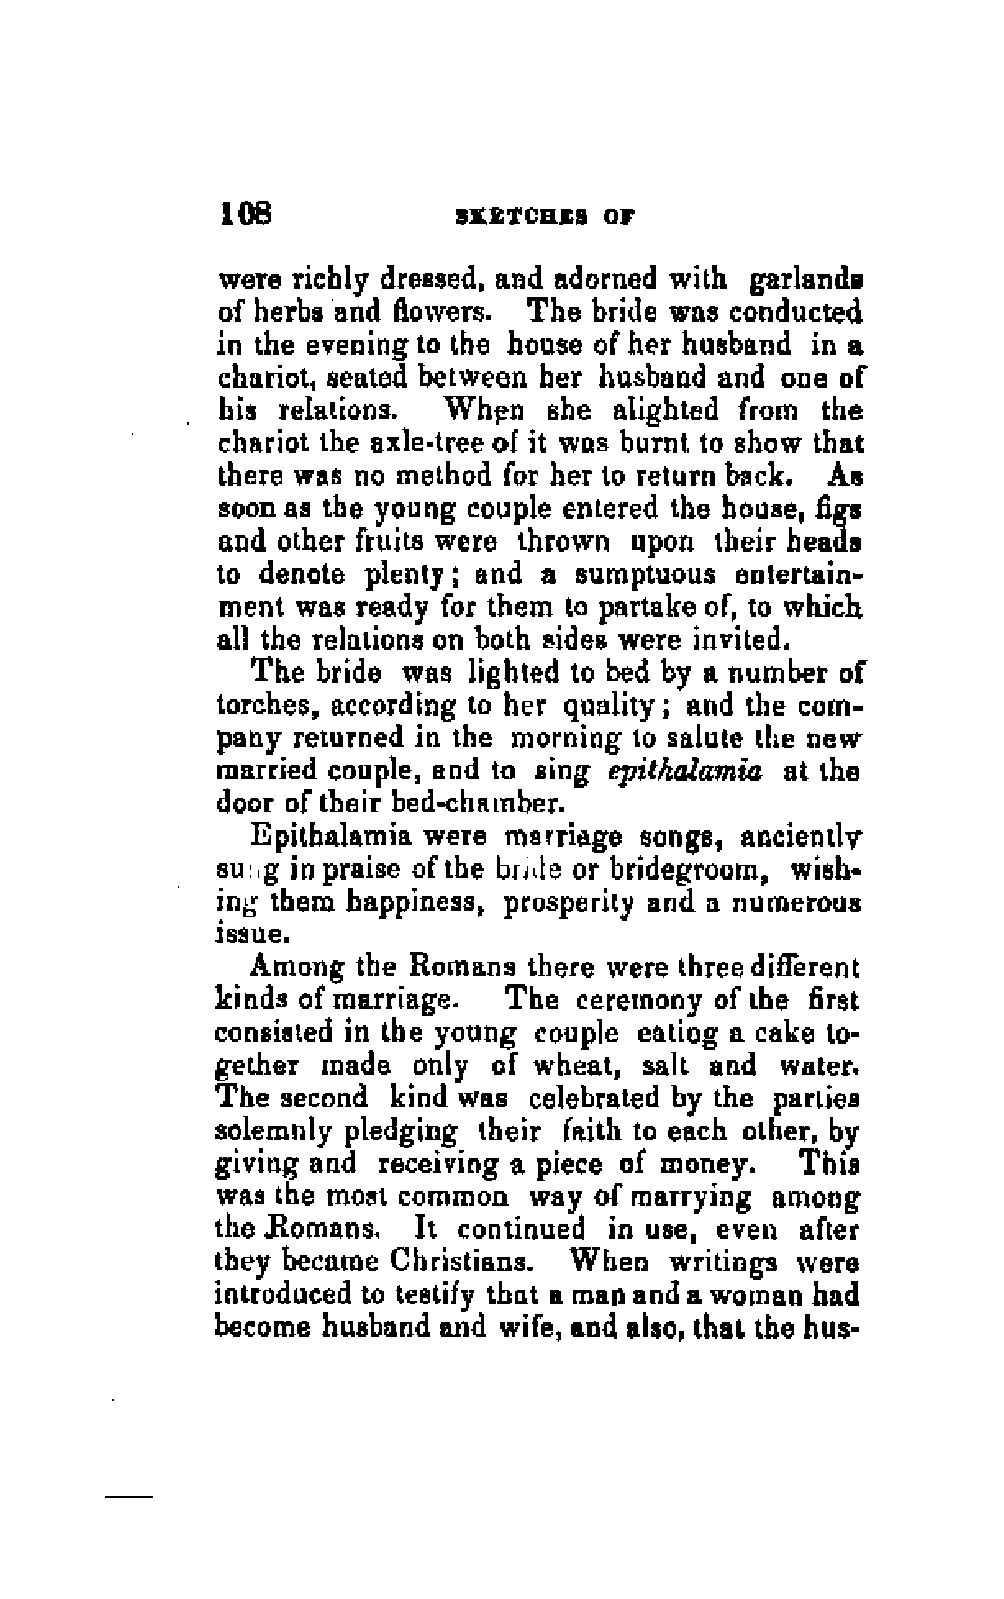 108 SKETCHES OF
were richly dressed, and adorned with garlands
of herbs and flowers. The bride was conducted
in the evening to the house of her husband in a
chariot, seated between her husband and one of
his relations. When she alighted from the
chariot the axle-tree of it was burnt to show that
there was no method for her to return back. As
soon as the young couple entered the house, figs
and other fruits were thrown upon their heads
to denote plenty; and a sumptuous entertain-
ment was ready for them to partake of, to which
all the relations on both sides were invited.
The bride was lighted to bed by a number of
torches, according to her quality; and the com-
pany returned in the morning to salute the new
married couple, and to sing epithalamia at the
door of their bed-chamber.
Epithalamia were marriage songs, anciently
sung in praise of the bride or bridegroom, wish-
ing them happiness, prosperity and a numerous
issue.
Among the Romans there were three different
kinds of marriage. The ceremony of the first
consisted in the young couple eating a cake to-
gether made only of wheat, salt and water.
The second kind was celebrated by the parties
solemnly pledging their faith to each other, by
giving and receiving a piece of money. This
was the most common way of marrying among
the Romans. It continued in use, even after
they became Christians. When writings were
introduced to testify that a man and a woman had
become husband and wife, and also, that the hus-